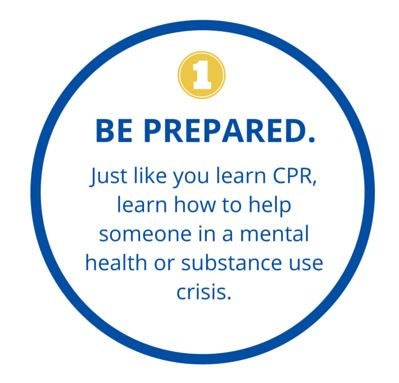 1
BE PREPARED.
Just like you learn CPR,
learn how to help
someone in a mental
health or substance use
crisis.